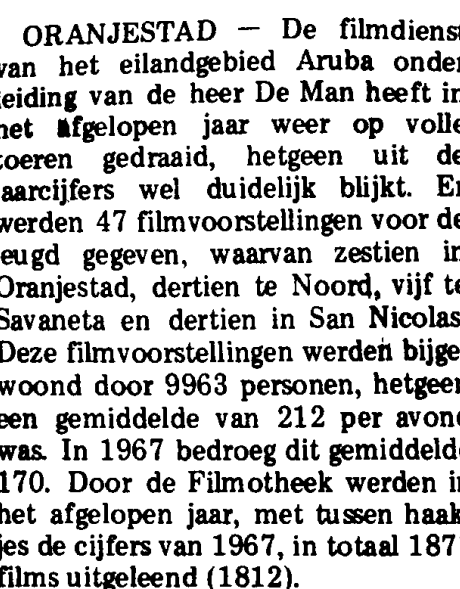 ORANJESTAD — De filmdienst
van het eilandgebied Aruba onder
leiding van de heer De Man heeft in
het afgelopen jaar weer op volle
toeren gedraaid, hetgeen uit de
jaarcijfers wel duidelijk blijkt. Er
werden 47 filmvoorstellingen voor de
jeugd gegeven, waarvan zestien in
Oranjestad, dertien te Noord, vijf te
Savaneta en dertien in San Nicolas.
Deze filmvoorstellingen werden bijge-
woond door 9963 personen, hetgeen
een gemiddelde van 212 per avond
was. In 1967 bedroeg dit gemiddelde
170. Door de Filmotheek werden in
het afgelopen jaar, met tussen haak-
jes de cijfers van 1967, in totaal 187
films uitgeleend (1812).